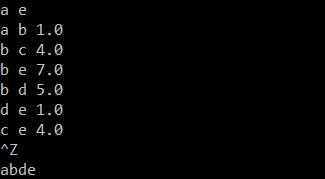 a e
a b 1.0
b c 4.0
b e 7.0
b d 5.0
d e 1.0
c e 4.0
^Z
abde